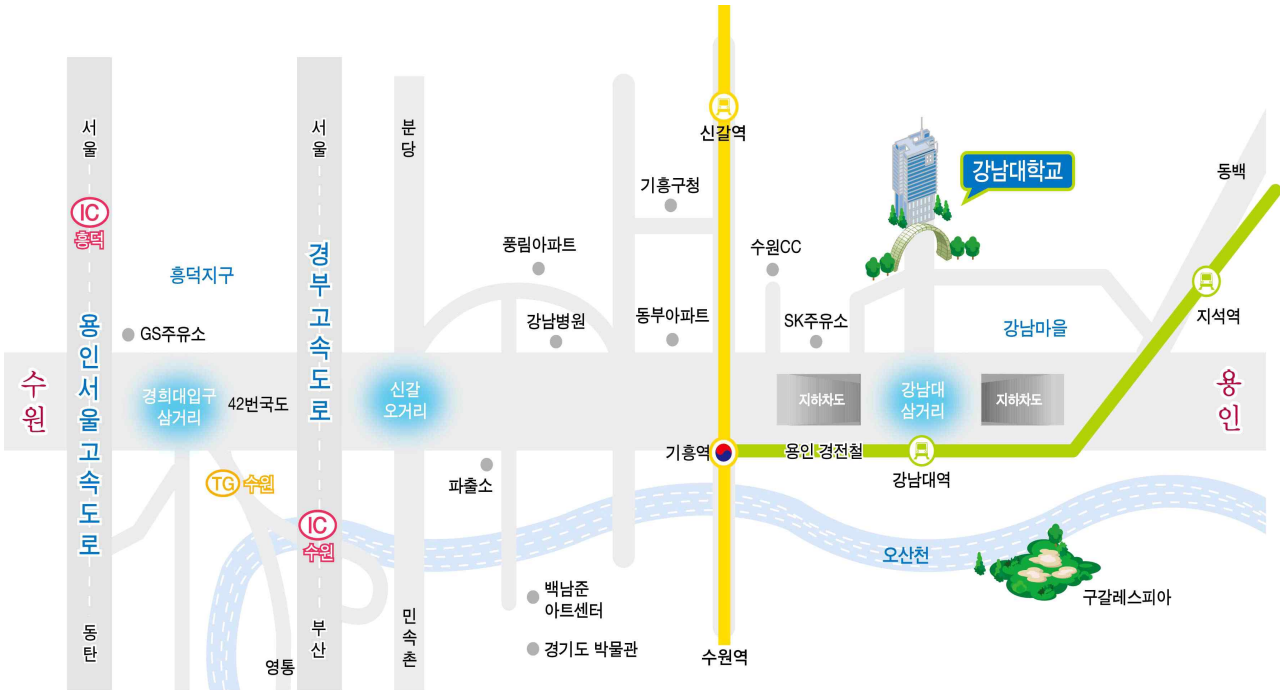 서울
IC
흥덕
용인서울고속도로
동탄
수원
흥덕지구
GS주유소
경희대입구
삼거리
42번국도
TG 수원
영통
서울
경부고속도로
IC
수원
부산
분당
신갈
오거리
민속촌
풍림아파트
강남병원
파출소
백남준
아트센터
경기도 박물관
기흥구청
동부아파트
신갈역
기흥역
수원역
수원CC
SK주유소
지하차도
용인 경전철
강남대학교
강남대
삼거리
강남대역
지하차도
강남마을
오산천
구갈레스피아
동백
지석역
용인